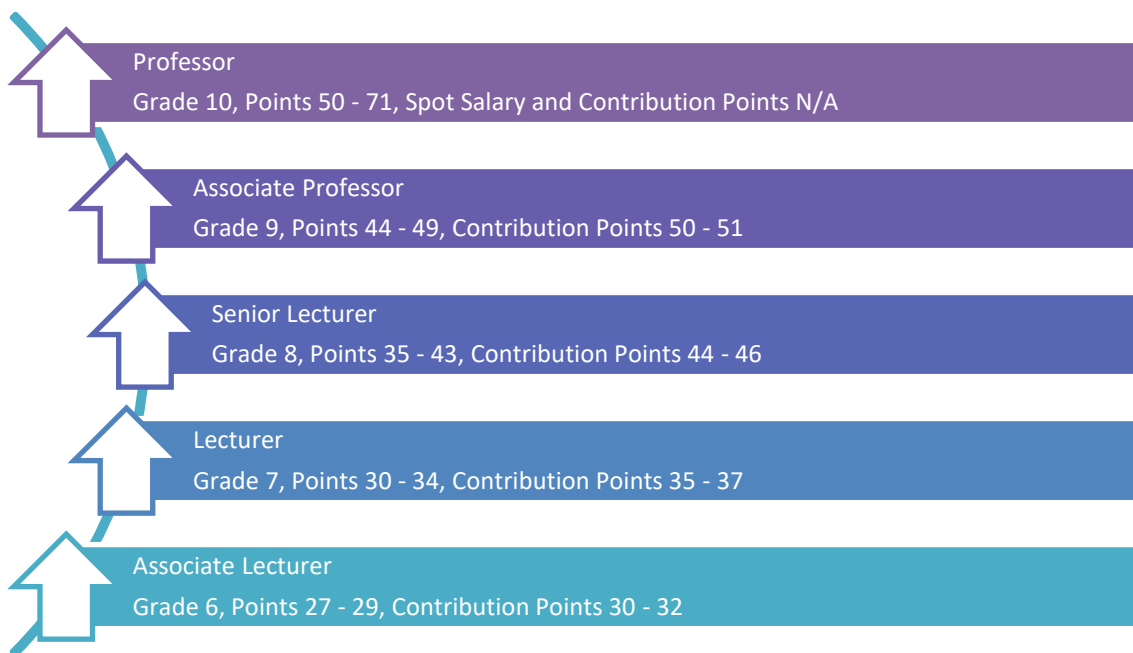 Professor
Grade 10, Points 50 - 71, Spot Salary and Contribution Points N/A
Associate Professor
Grade 9, Points 44 - 49, Contribution Points 50 - 51
Senior Lecturer
Grade 8, Points 35 - 43, Contribution Points 44 - 46
Lecturer
Grade 7, Points 30 - 34, Contribution Points 35 - 37
Associate Lecturer
Grade 6, Points 27 - 29, Contribution Points 30 - 32